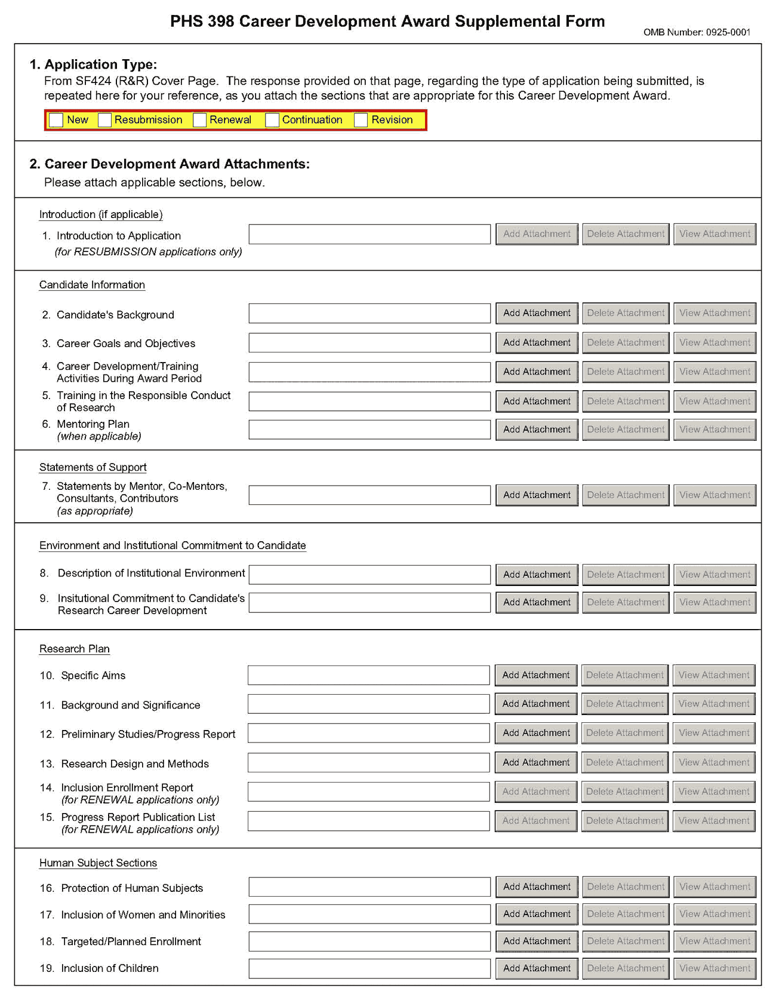 PHS 398 Career Development Award Supplemental Form
OMB Number: 0925-0001
1. Application Type:
From SF424 (R&R) Cover Page. The response provided on that page, regarding the type of application being submitted, is
repeated here for your reference, as you attach the sections that are appropriate for this Career Development Award.
New Resubmission Renewal Continuation Revision
2. Career Development Award Attachments:
Please attach applicable sections, below.
Introduction (if applicable)
1. Introduction to Application Add Attachment Delete Attachment View Attachment
(for RESUBMISSION applications only)
Candidate Information
2. Candidate's Background Add Attachment Delete Attachment View Attachment
3. Career Goals and Objectives Add Attachment Delete Attachment View Attachment
4. Career Development/Training
Activities During Award Period Add Attachment Delete Attachment View Attachment
5. Training in the Responsible Conduct
of Research Add Attachment Delete Attachment View Attachment
6. Mentoring Plan
(when applicable) Add Attachment Delete Attachment View Attachment
Statements of Support
7. Statements by Mentor, Co-Mentors,
Consultants, Contributors Add Attachment Delete Attachment View Attachment
(as appropriate)
Environment and Institutional Commitment to Candidate
8. Description of Institutional Environment Add Attachment Delete Attachment View Attachment
9. Insitutional Commitment to Candidate's
Research Career Development Add Attachment Delete Attachment View Attachment
Research Plan
10. Specific Aims Add Attachment Delete Attachment View Attachment
11. Background and Significance Add Attachment Delete Attachment View Attachment
12. Preliminary Studies/Progress Report Add Attachment Delete Attachment View Attachment
13. Research Design and Methods Add Attachment Delete Attachment View Attachment
14. Inclusion Enrollment Report
(for RENEWAL applications only) Add Attachment Delete Attachment View Attachment
15. Progress Report Publication List
(for RENEWAL applications only) Add Attachment Delete Attachment View Attachment
Human Subject Sections
16. Protection of Human Subjects Add Attachment Delete Attachment View Attachment
17. Inclusion of Women and Minorities Add Attachment Delete Attachment View Attachment
18. Targeted/Planned Enrollment Add Attachment Delete Attachment View Attachment
19. Inclusion of Children Add Attachment Delete Attachment View Attachment